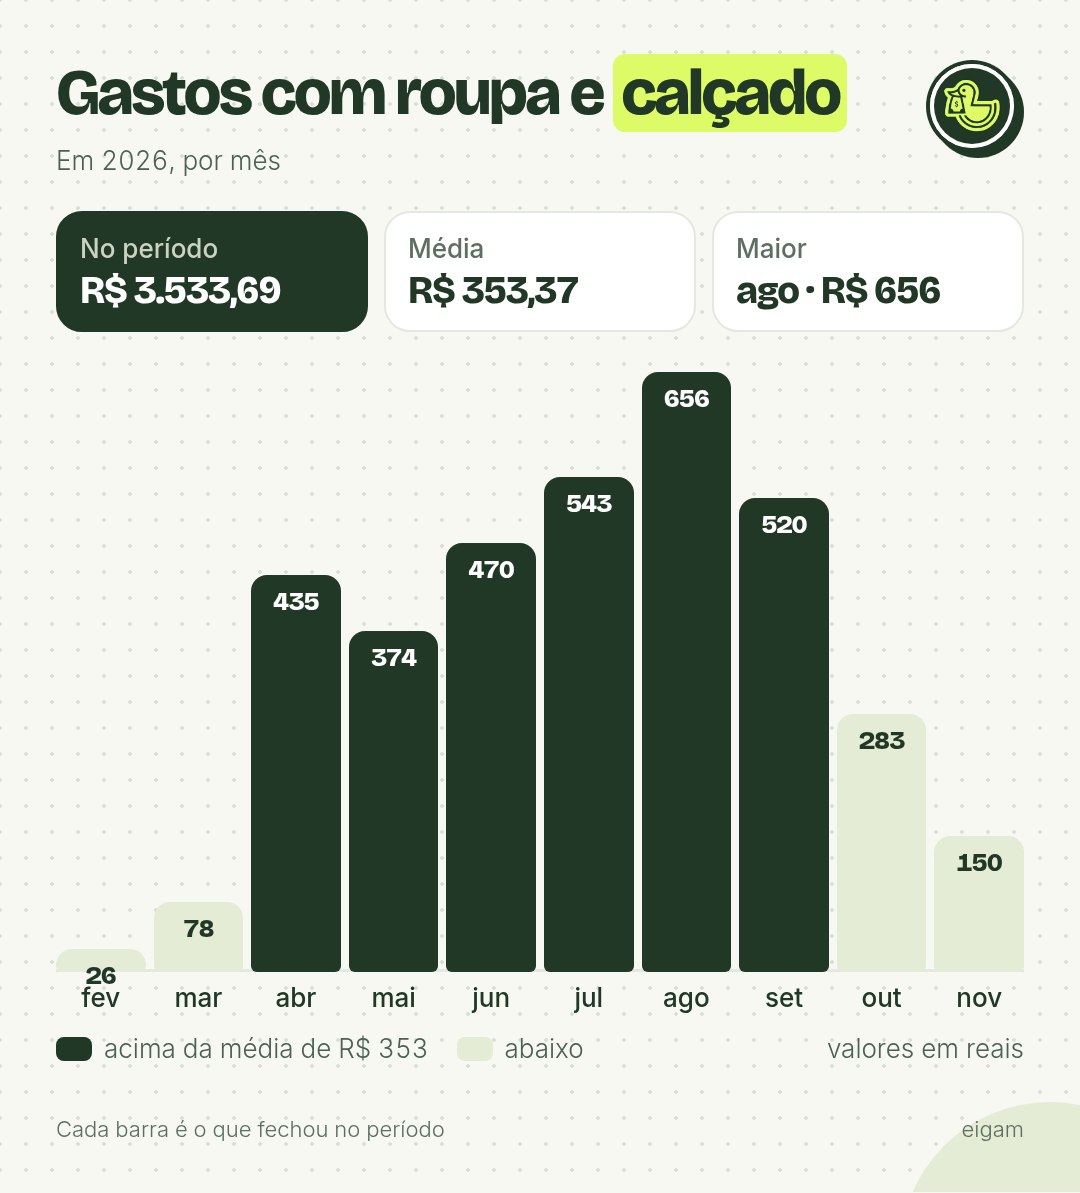 Gastos com roupa e calçado
Em 2026, por mês
No período
R$ 3.533,69
Média
R$ 353,37
Maior
ago · R$ 656
656
543
520
470
435
374
283
150
78
26
fev mar abr mai jun jul ago set out nov
acima da média de R$ 353 abaixo valores em reais
Cada barra é o que fechou no período eigam